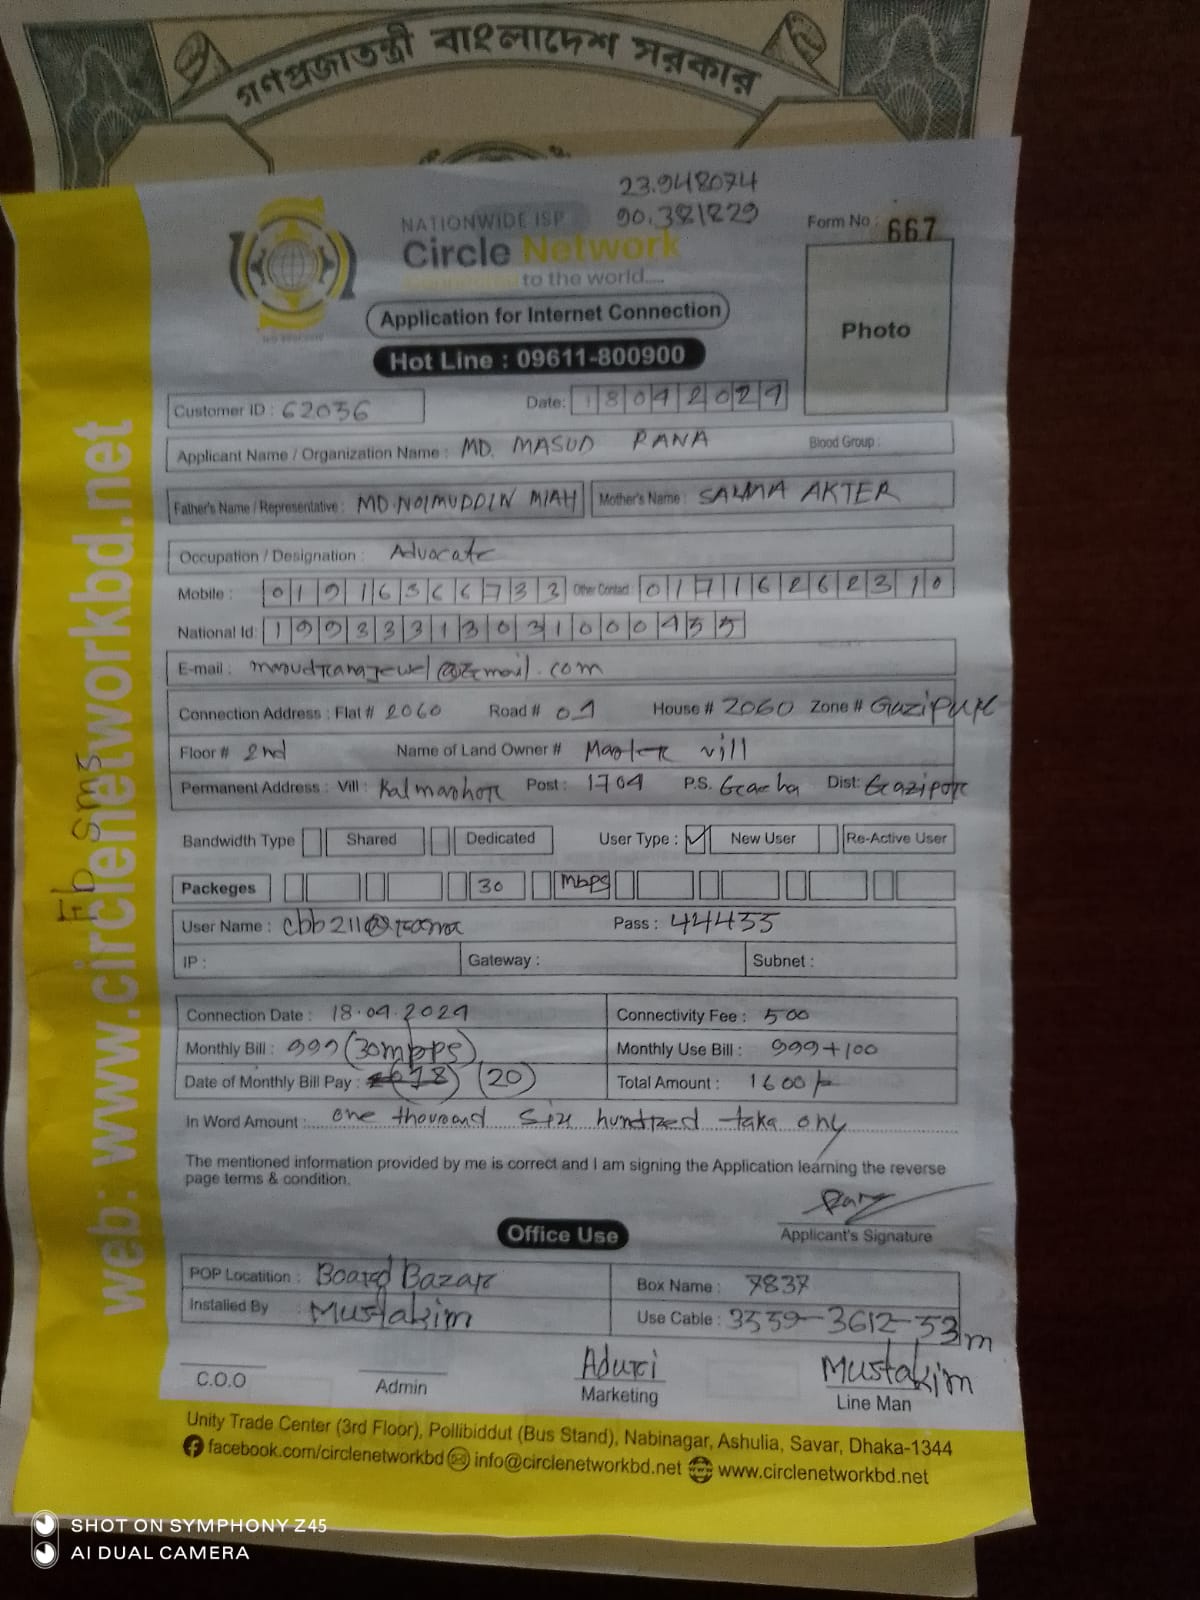 গণপ্রজাতন্ত্রী বাংলাদেশ সরকার
23.948074
90.381229
NATIONWIDE ISP
Form No : 667
Circle Network
to the world.....
Application for Internet Connection
Photo
Hot Line : 09611-800900
Customer ID : 62036
Date: 18042024
Applicant Name / Organization Name : MD. MASUD RANA
Blood Group :
Father's Name / Representative : MD.NOIMUDDIN MIAH
Mother's Name : SALMA AKTER
Occupation / Designation : Advocate
Mobile :
Other Contact : 01716262310
National Id:
E-mail :
Connection Address : Flat # 2060 Road # 01 House # 2060 Zone # Gazipur
Floor # 2nd Name of Land Owner # vill
Permanent Address : Vill : Post : 1704 P.S. Gacha Dist:
Bandwidth Type Shared Dedicated User Type : New User Re-Active User
Packeges 30 Mbps
User Name : Pass :
IP : Gateway : Subnet :
Connection Date : 18.04.2024
Connectivity Fee : 500
Monthly Bill : 999 (30mbps)
Monthly Use Bill : 999+100
Date of Monthly Bill Pay : (20)
Total Amount : 1600/-
In Word Amount : one thousand six hundred taka only
The mentioned information provided by me is correct and I am signing the Application learning the reverse
page terms & condition.
Applicant's Signature
Office Use
POP Locatition : Board Bazar
Box Name : 7837
Installed By : Mustakim
Use Cable : 3559-3612-53m
C.O.O
Admin
Marketing
Mustakim
Line Man
Unity Trade Center (3rd Floor), Pollibiddut (Bus Stand), Nabinagar, Ashulia, Savar, Dhaka-1344
facebook.com/circlenetworkbd info@circlenetworkbd.net www.circlenetworkbd.net
web: www.circlenetworkbd.net
Fb sms
SHOT ON SYMPHONY Z45
AI DUAL CAMERA